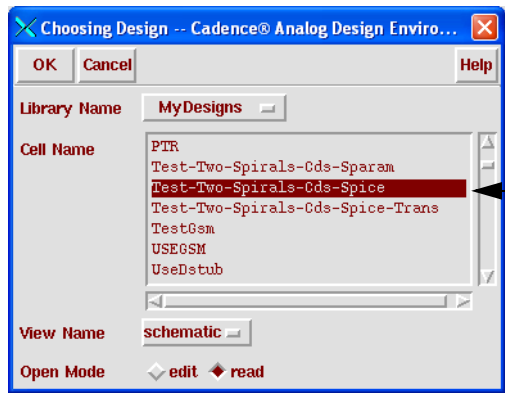 Choosing Design -- Cadence® Analog Design Enviro...
OK Cancel Help
Library Name MyDesigns
Cell Name
PTR
Test-Two-Spirals-Cds-Sparam
Test-Two-Spirals-Cds-Spice
Test-Two-Spirals-Cds-Spice-Trans
TestGsm
USEGSM
UseDstub
View Name schematic
Open Mode edit read